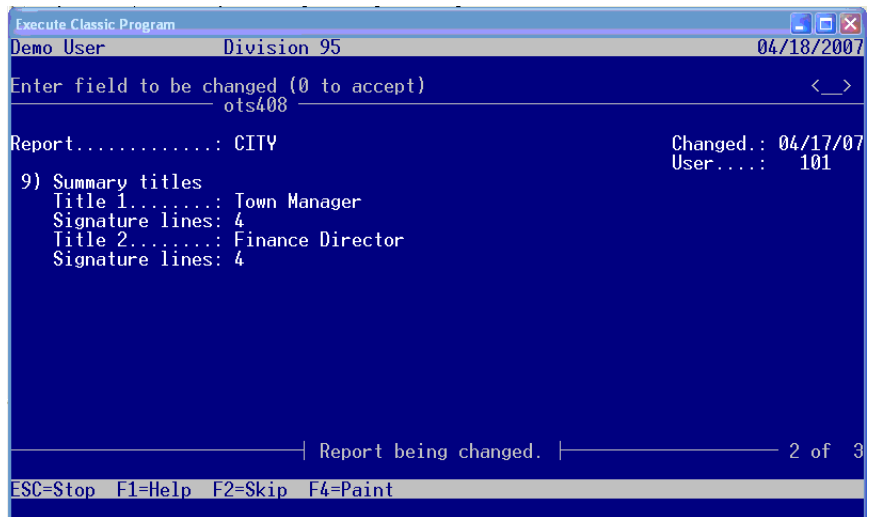 Execute Classic Program
Demo User Division 95 04/18/2007
Enter field to be changed (0 to accept) <__>
ots408
Report.............: CITY Changed.: 04/17/07
User....: 101
9) Summary titles
Title 1........: Town Manager
Signature lines: 4
Title 2........: Finance Director
Signature lines: 4
Report being changed. 2 of 3
ESC=Stop F1=Help F2=Skip F4=Paint